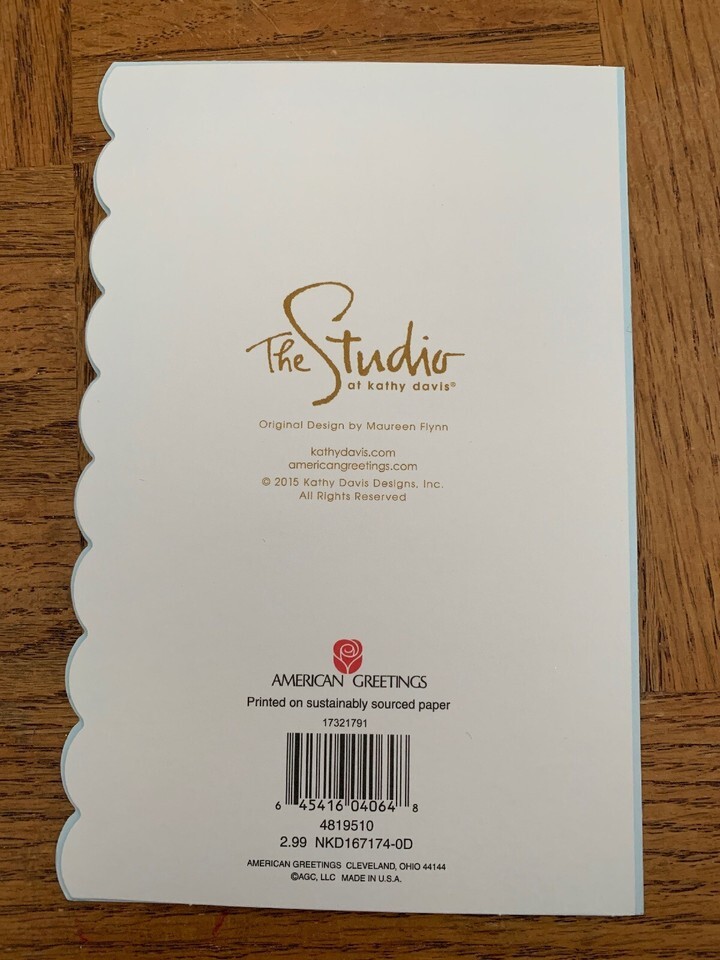 The Studio
at kathy davis®
Original Design by Maureen Flynn
kathydavis.com
americangreetings.com
© 2015 Kathy Davis Designs, Inc.
All Rights Reserved
AMERICAN GREETINGS
Printed on sustainably sourced paper
17321791
6 45416 04064 8
4819510
2.99 NKD167174-0D
AMERICAN GREETINGS CLEVELAND, OHIO 44144
©AGC, LLC MADE IN U.S.A.